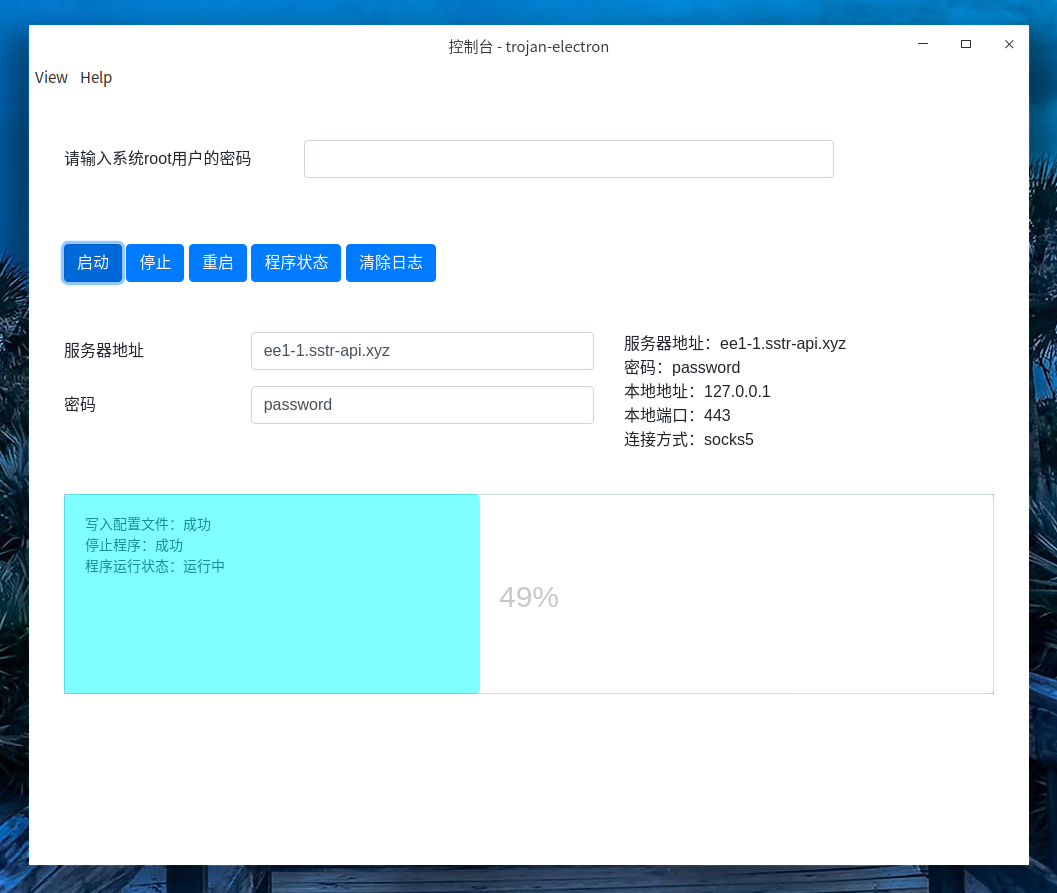 控制台 - trojan-electron
View Help
请输入系统root用户的密码
启动 停止 重启 程序状态 清除日志
服务器地址 ee1-1.sstr-api.xyz
密码 password
服务器地址：ee1-1.sstr-api.xyz
密码：password
本地地址：127.0.0.1
本地端口：443
连接方式：socks5
写入配置文件：成功
停止程序：成功
程序运行状态：运行中
49%